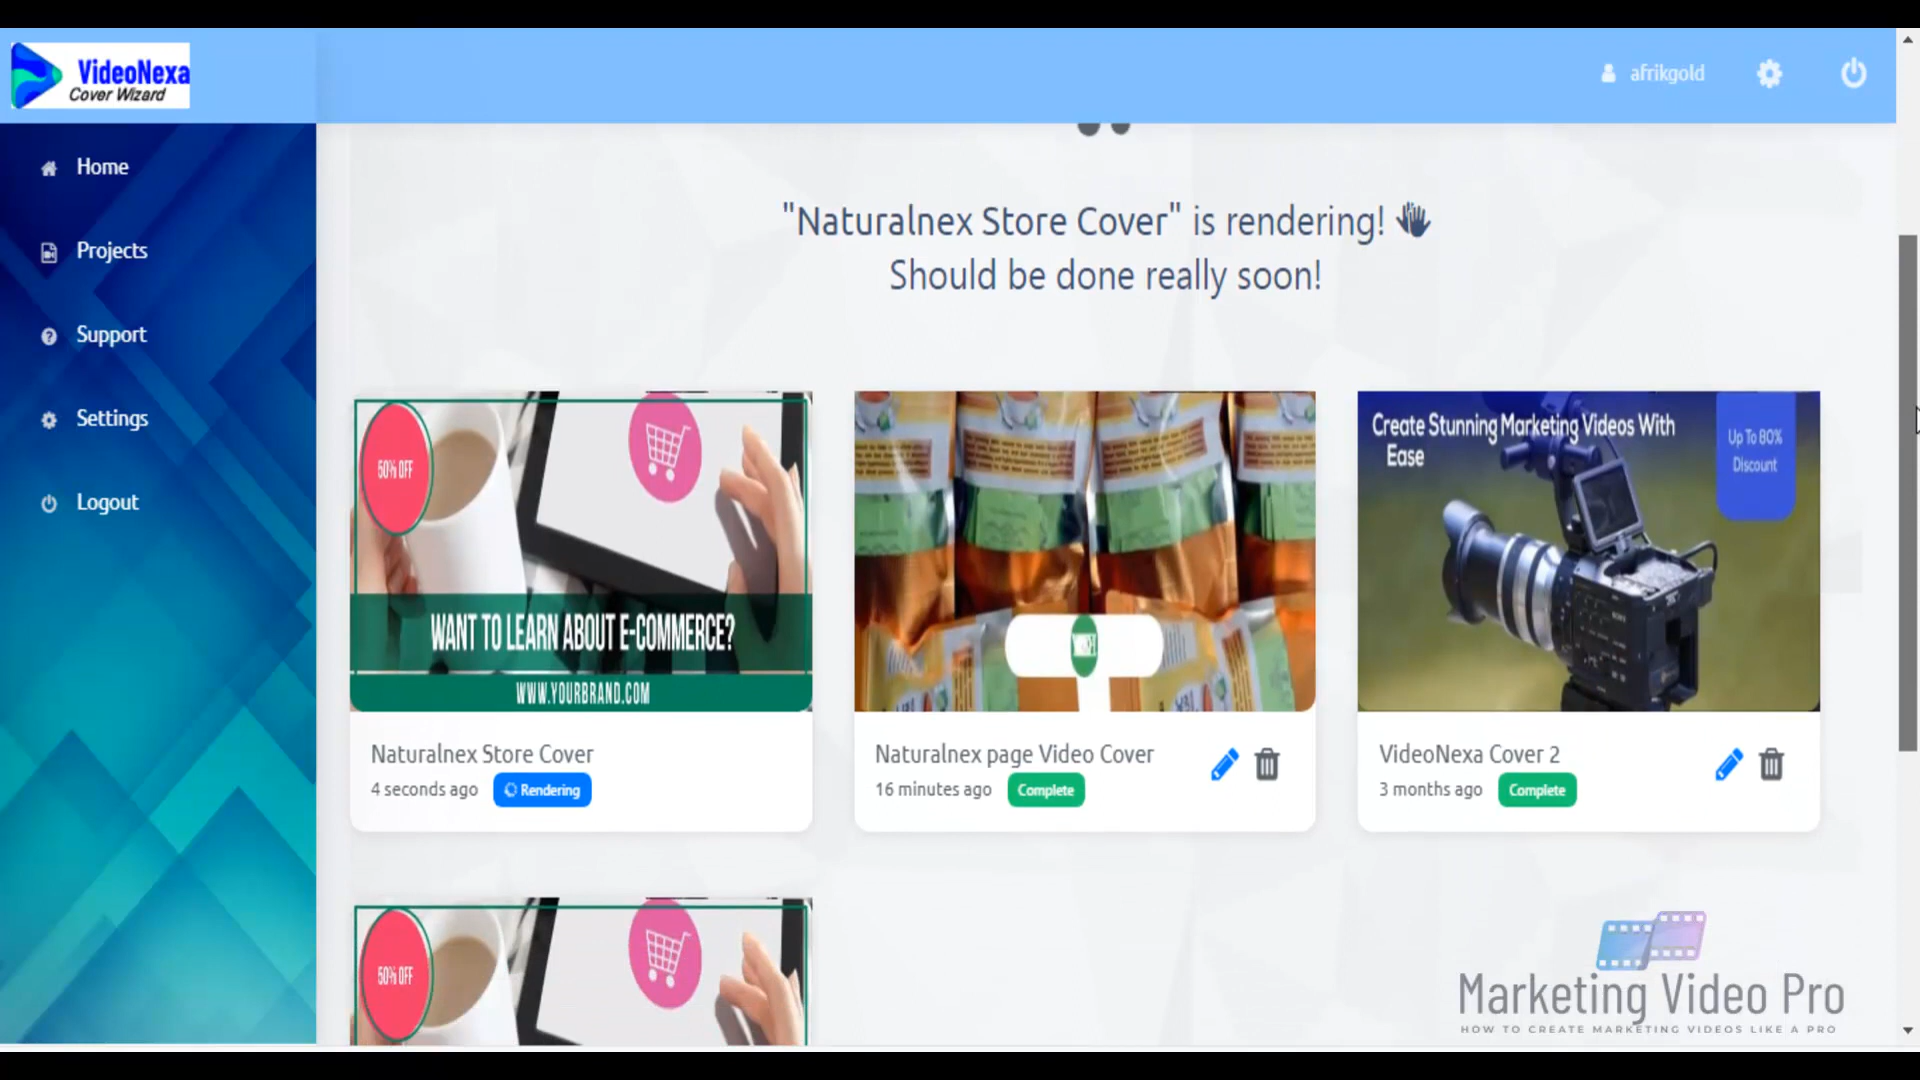 VideoNexa
Cover Wizard
afrikgold
Home
Projects
Support
Settings
Logout
"Naturalnex Store Cover" is rendering!
Should be done really soon!
50% OFF
WANT TO LEARN ABOUT E-COMMERCE?
WWW.YOURBRAND.COM
Naturalnex Store Cover
4 seconds ago
Rendering
Naturalnex page Video Cover
16 minutes ago
Complete
Create Stunning Marketing Videos With
Ease
Up To 80%
Discount
VideoNexa Cover 2
3 months ago
Complete
50% OFF
Marketing Video Pro
HOW TO CREATE MARKETING VIDEOS LIKE A PRO